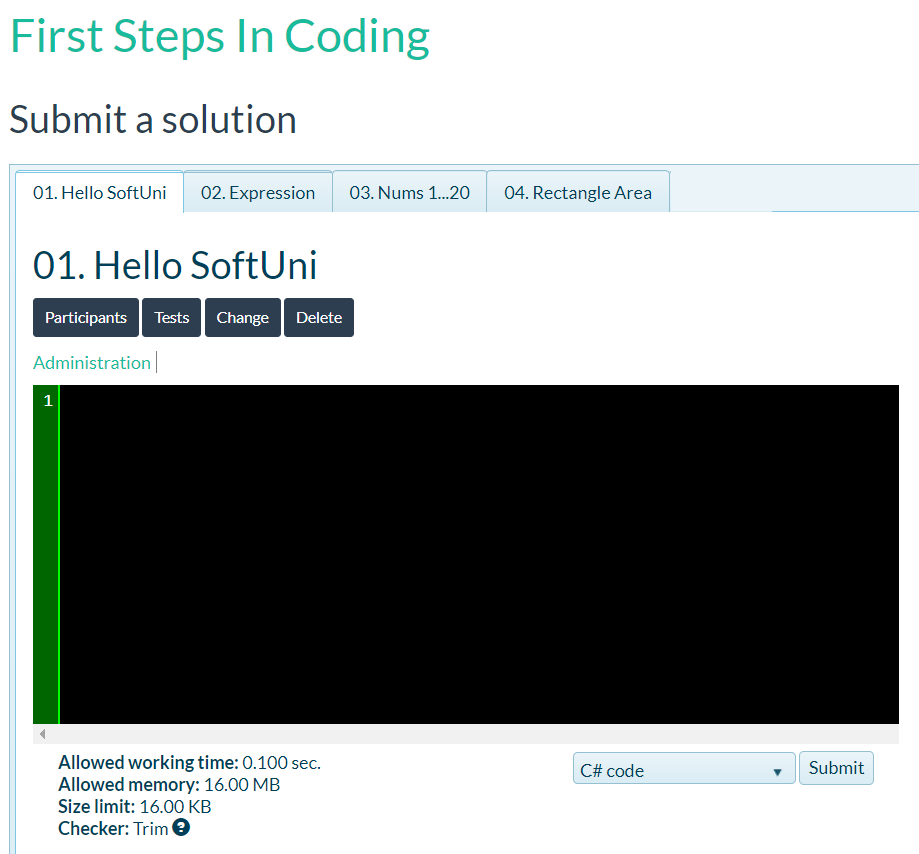 First Steps In Coding
Submit a solution
01. Hello SoftUni 02. Expression 03. Nums 1...20 04. Rectangle Area
01. Hello SoftUni
Participants Tests Change Delete
Administration
1
Allowed working time: 0.100 sec.
Allowed memory: 16.00 MB
Size limit: 16.00 KB
Checker: Trim ?
C# code Submit